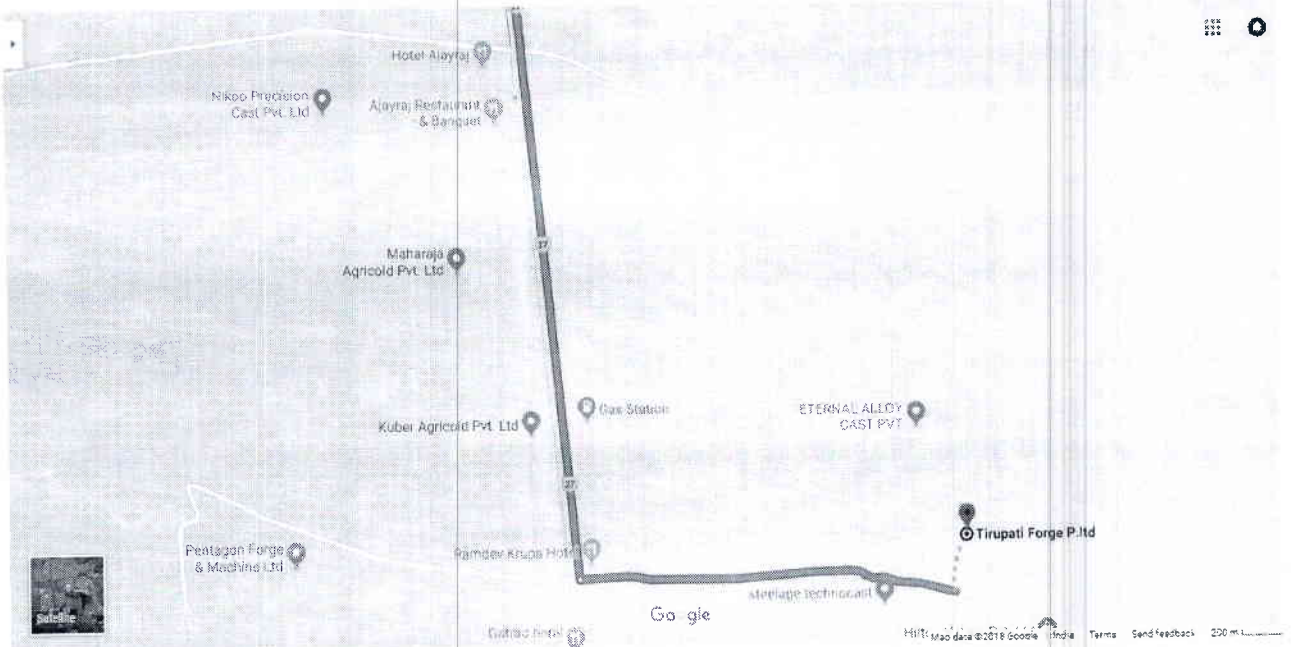 Hotel Ajayraj
Nikoo Precision
Cast Pvt. Ltd
Ajayraj Restaurant
& Banquet
27
Maharaja
Agricold Pvt. Ltd
Gas Station
ETERNAL ALLOY
CAST PVT
Kuber Agricold Pvt. Ltd
27
Tirupati Forge P.ltd
Pentagon Forge
& Machine Ltd
Ramdev Krupa Hotel
steelage technocast
Satellite
Google
Map data ©2018 Google India Terms Send feedback 200 m